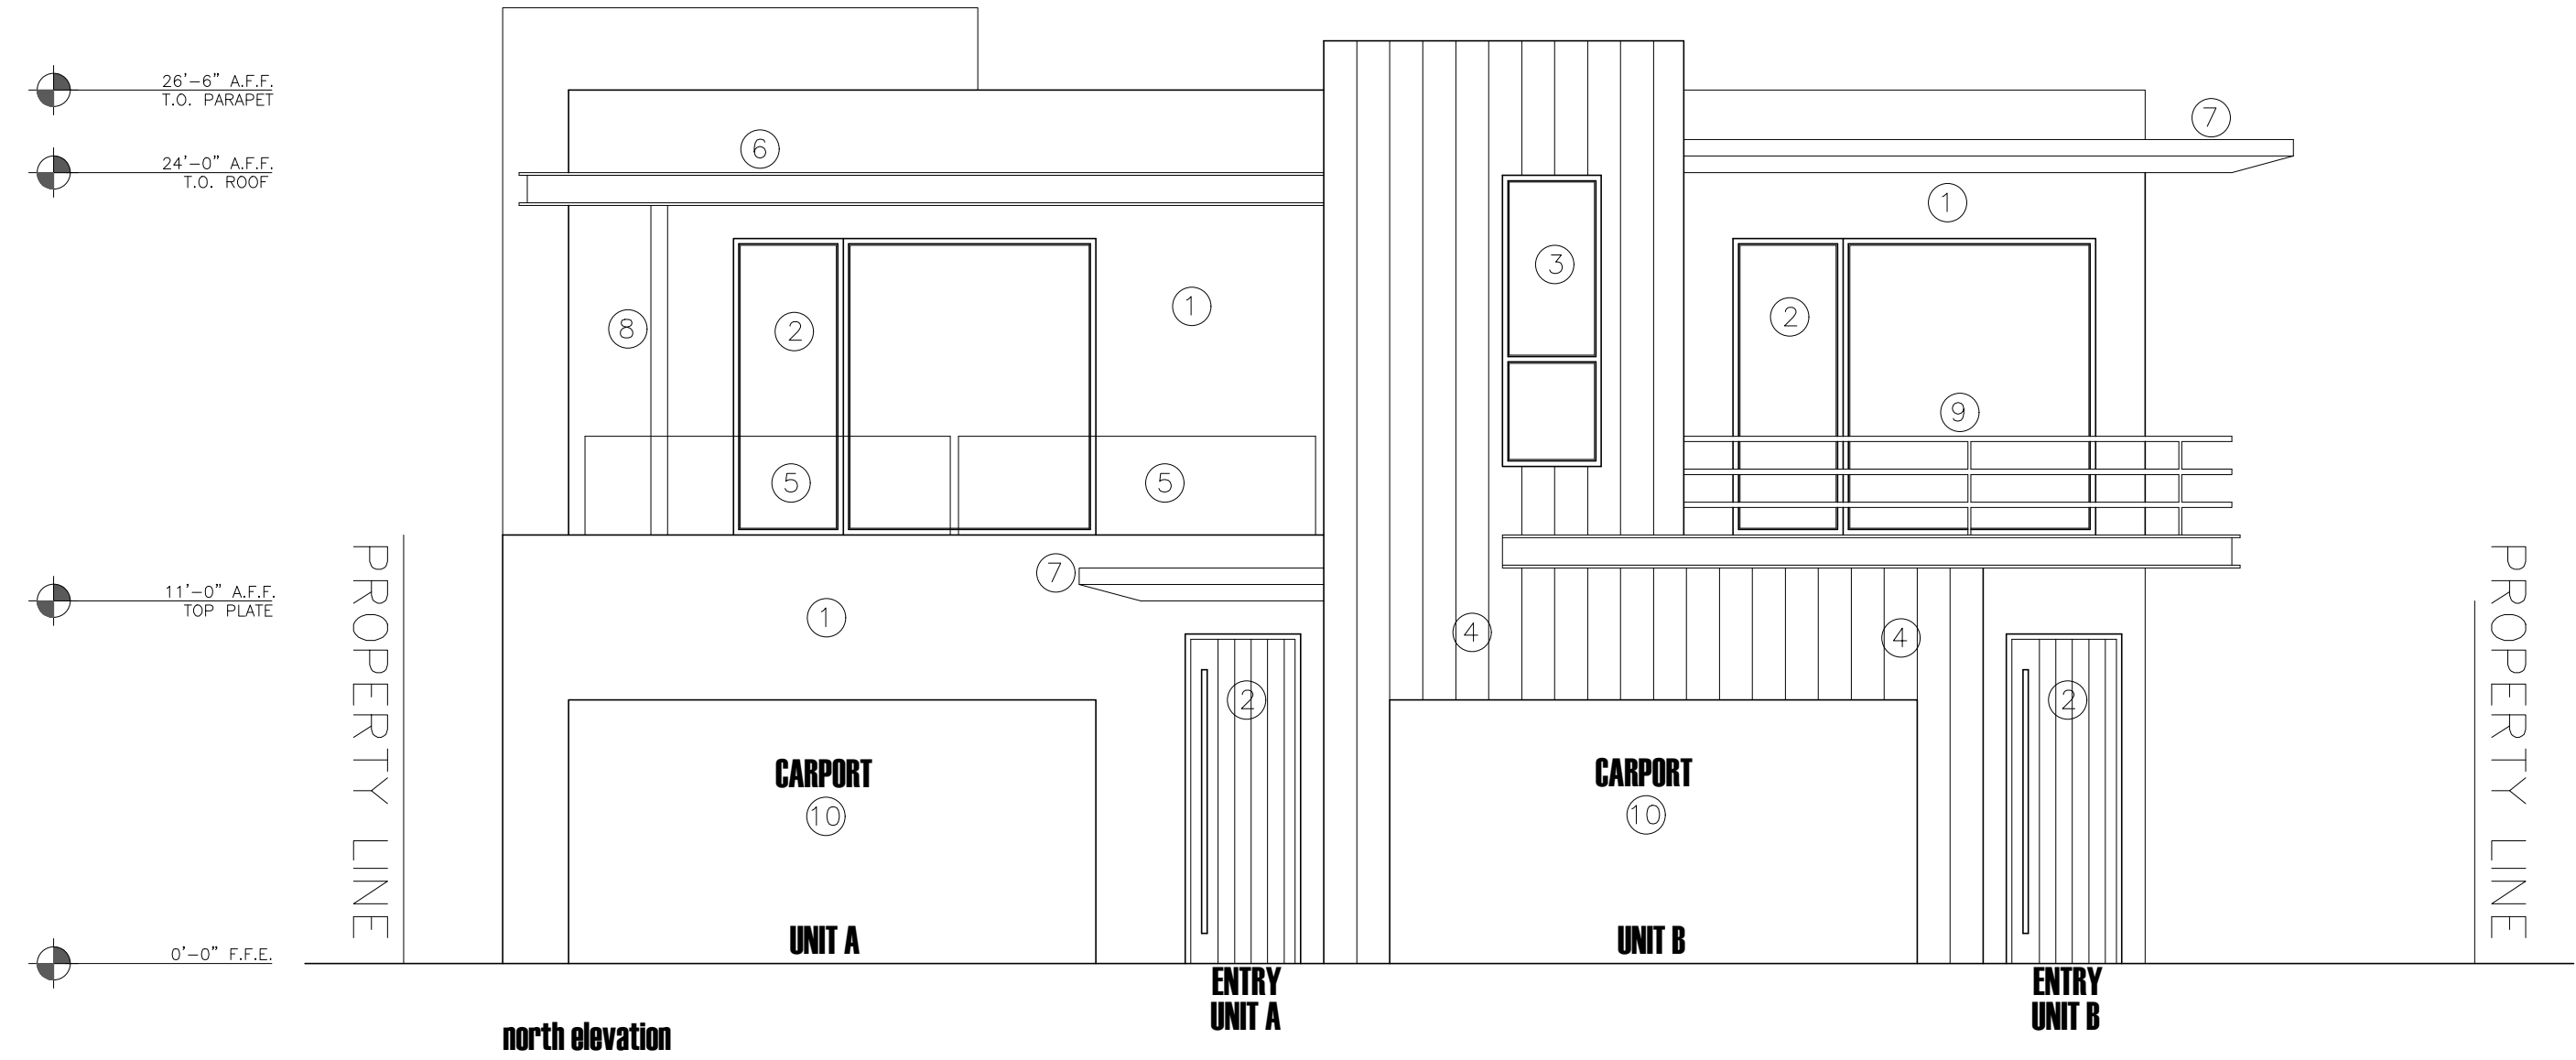 26'-6" A.F.F.
T.O. PARAPET
24'-0" A.F.F.
T.O. ROOF
11'-0" A.F.F.
TOP PLATE
0'-0" F.F.E.
PROPERTY LINE
7
6
1
3
8
2
1
2
9
5
5
7
1
4
4
2
2
CARPORT
10
CARPORT
10
UNIT A
UNIT B
ENTRY
UNIT A
ENTRY
UNIT B
PROPERTY LINE
north elevation